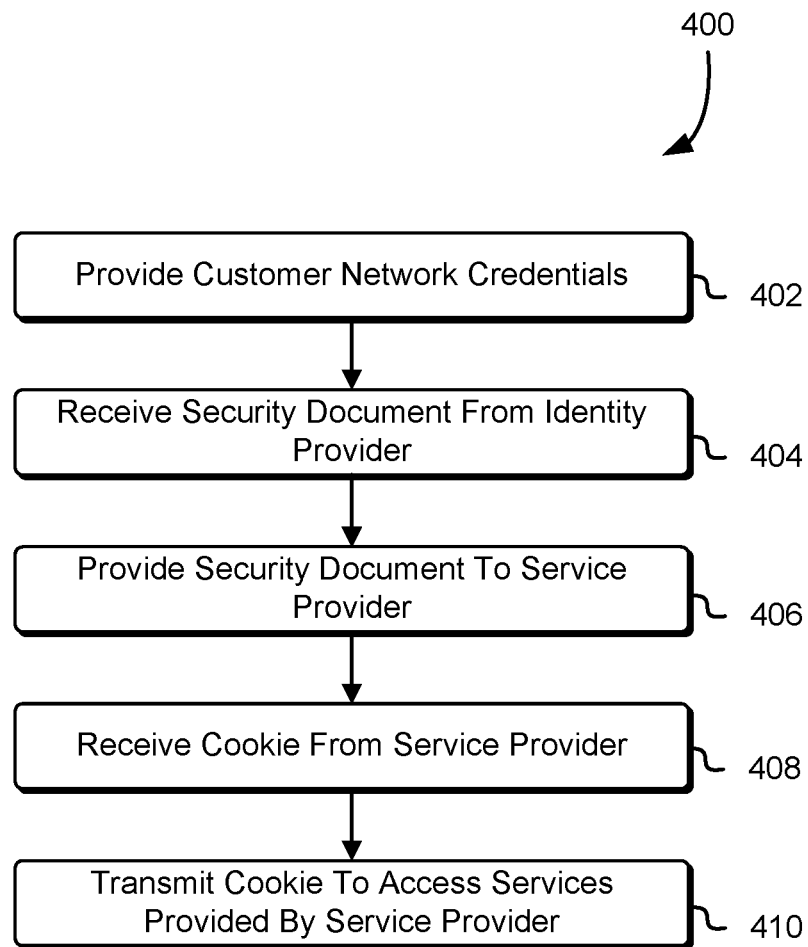 400
Provide Customer Network Credentials
402
Receive Security Document From Identity
Provider
404
Provide Security Document To Service
Provider
406
Receive Cookie From Service Provider
408
Transmit Cookie To Access Services
Provided By Service Provider
410